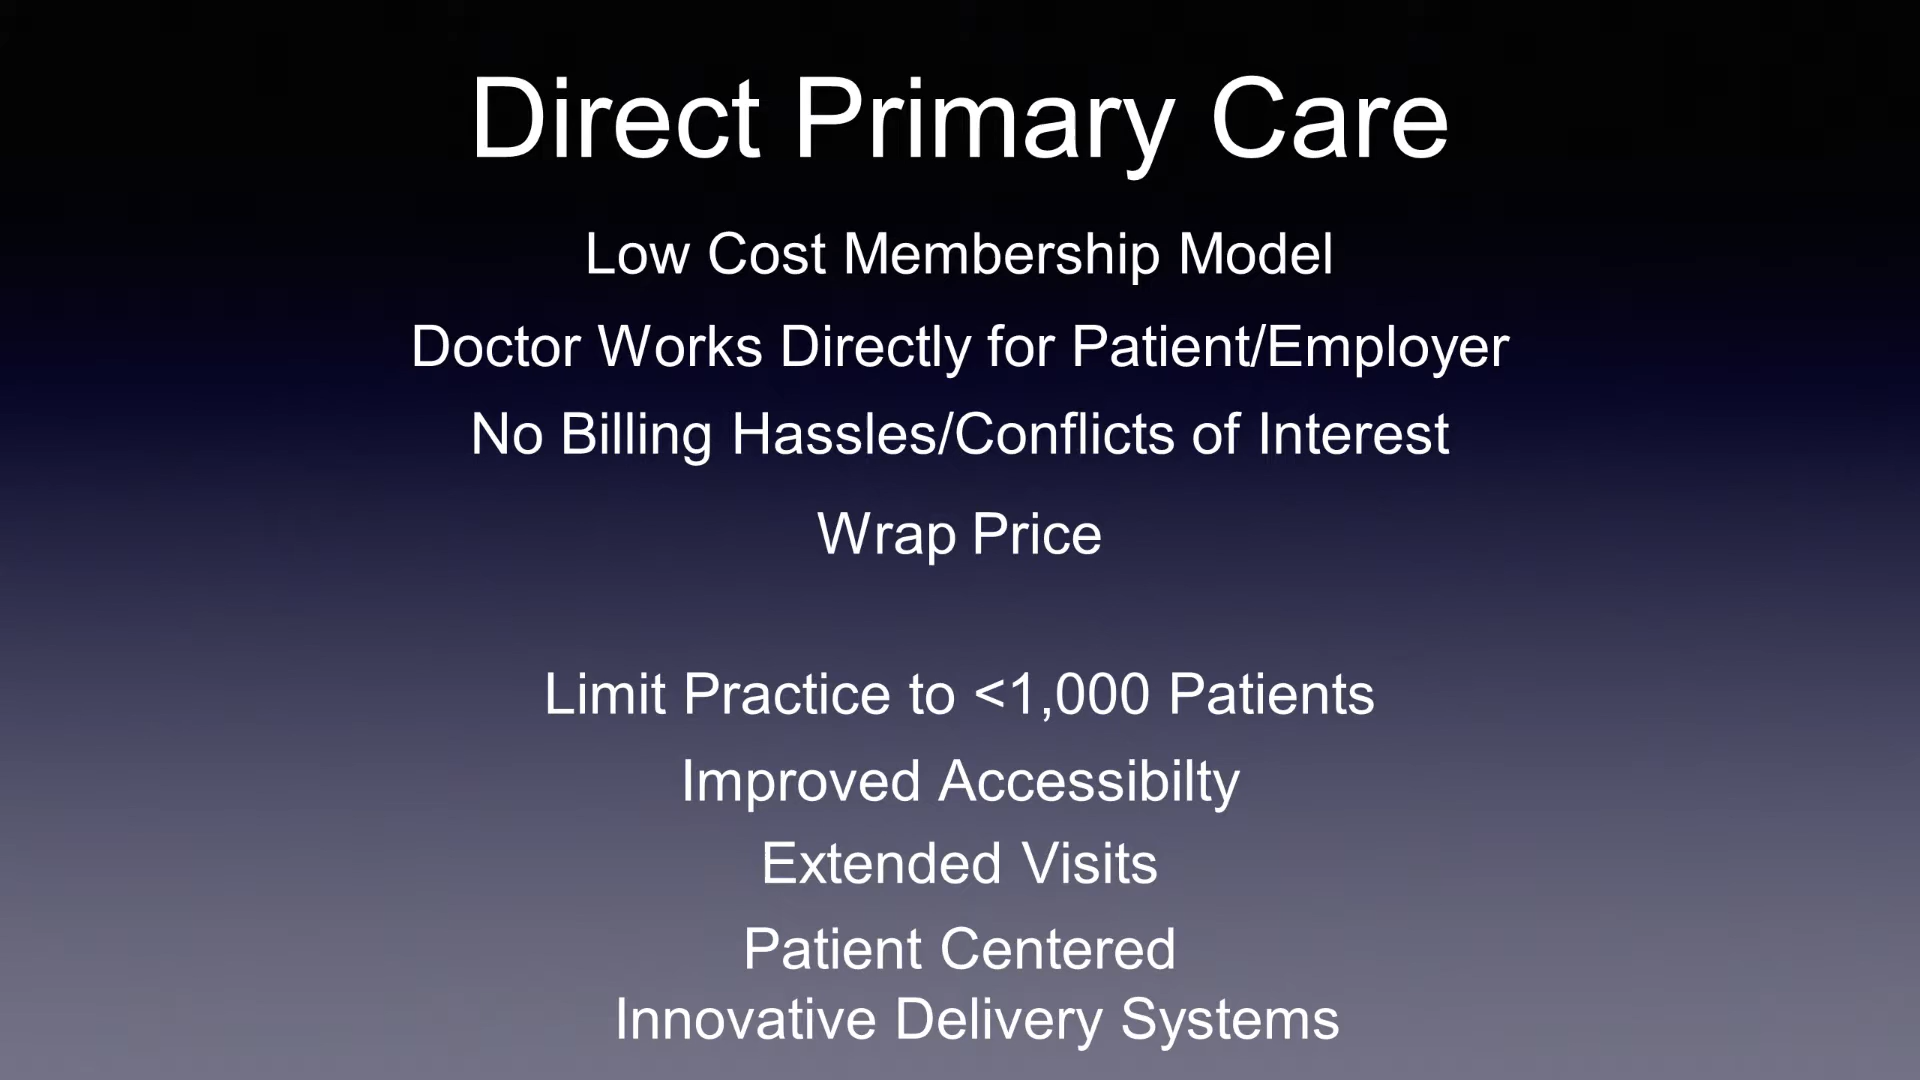 Direct Primary Care
Low Cost Membership Model
Doctor Works Directly for Patient/Employer
No Billing Hassles/Conflicts of Interest
Wrap Price
Limit Practice to <1,000 Patients
Improved Accessibilty
Extended Visits
Patient Centered
Innovative Delivery Systems